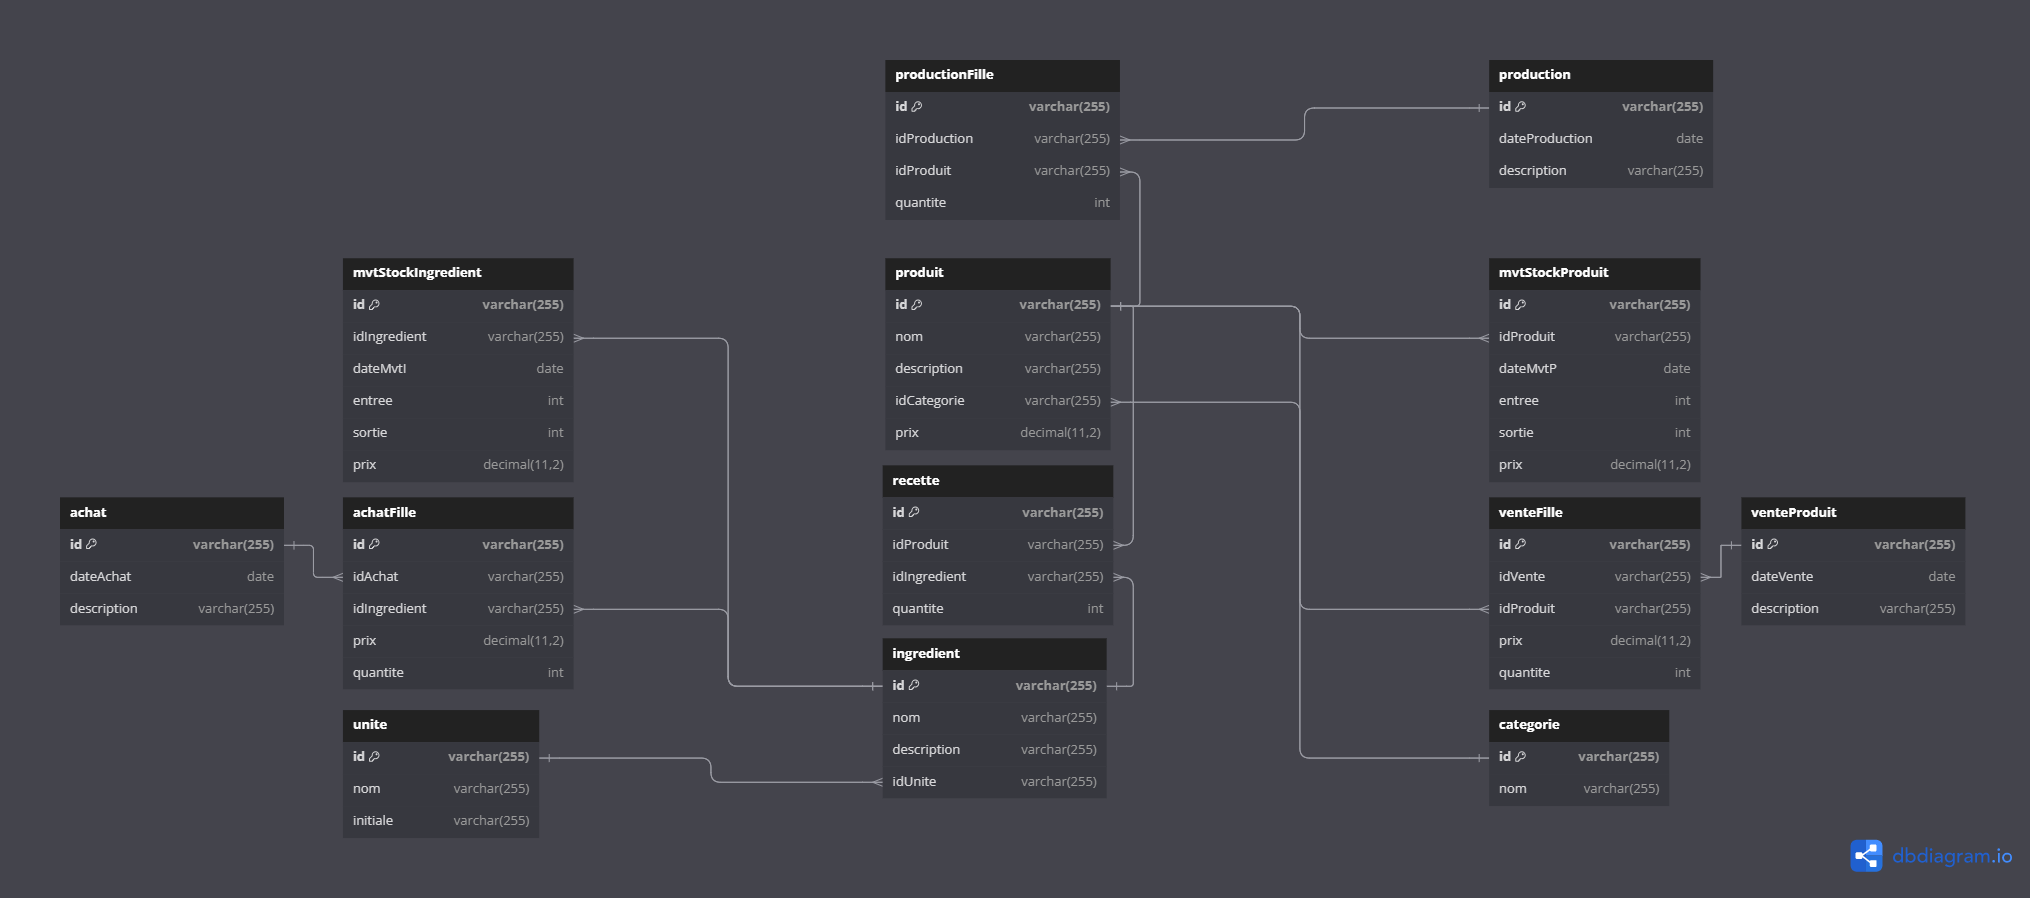 productionFille
id varchar(255)
idProduction varchar(255)
idProduit varchar(255)
quantite int
production
id varchar(255)
dateProduction date
description varchar(255)
mvtStockIngredient
id varchar(255)
idIngredient varchar(255)
dateMvtI date
entree int
sortie int
prix decimal(11,2)
produit
id varchar(255)
nom varchar(255)
description varchar(255)
idCategorie varchar(255)
prix decimal(11,2)
mvtStockProduit
id varchar(255)
idProduit varchar(255)
dateMvtP date
entree int
sortie int
prix decimal(11,2)
achat
id varchar(255)
dateAchat date
description varchar(255)
achatFille
id varchar(255)
idAchat varchar(255)
idIngredient varchar(255)
prix decimal(11,2)
quantite int
recette
id varchar(255)
idProduit varchar(255)
idIngredient varchar(255)
quantite int
venteFille
id varchar(255)
idVente varchar(255)
idProduit varchar(255)
prix decimal(11,2)
quantite int
venteProduit
id varchar(255)
dateVente date
description varchar(255)
unite
id varchar(255)
nom varchar(255)
initiale varchar(255)
ingredient
id varchar(255)
nom varchar(255)
description varchar(255)
idUnite varchar(255)
categorie
id varchar(255)
nom varchar(255)
dbdiagram.io